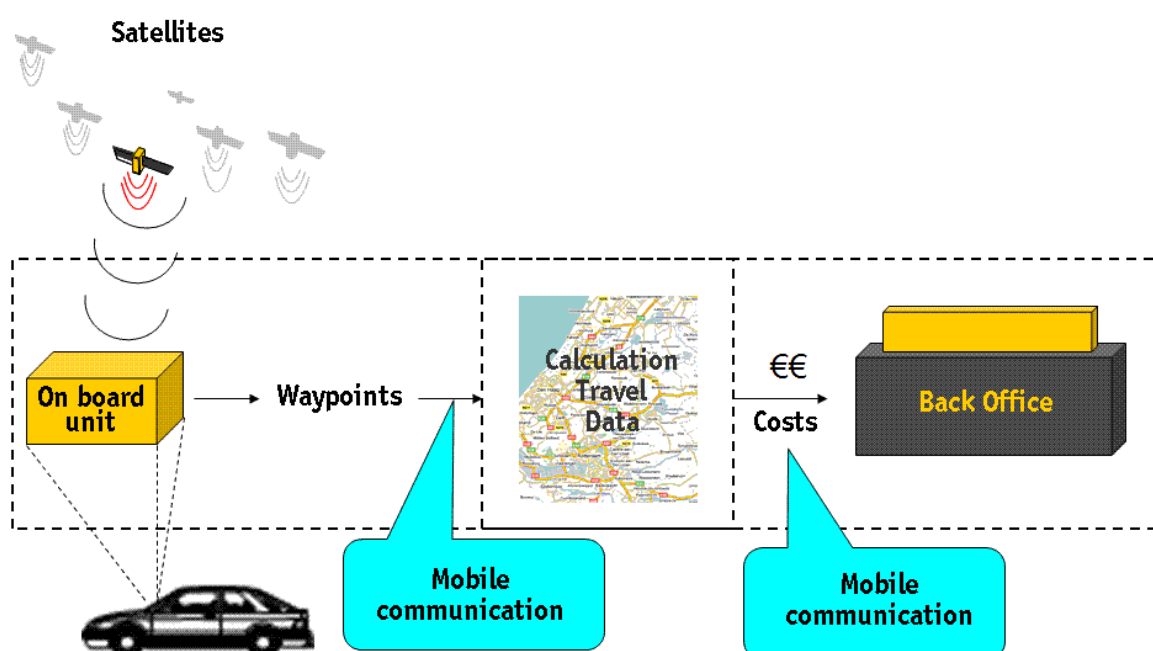 Satellites
On board
unit
Waypoints
Calculation
Travel
Data
€€
Costs
Back Office
Mobile
communication
Mobile
communication